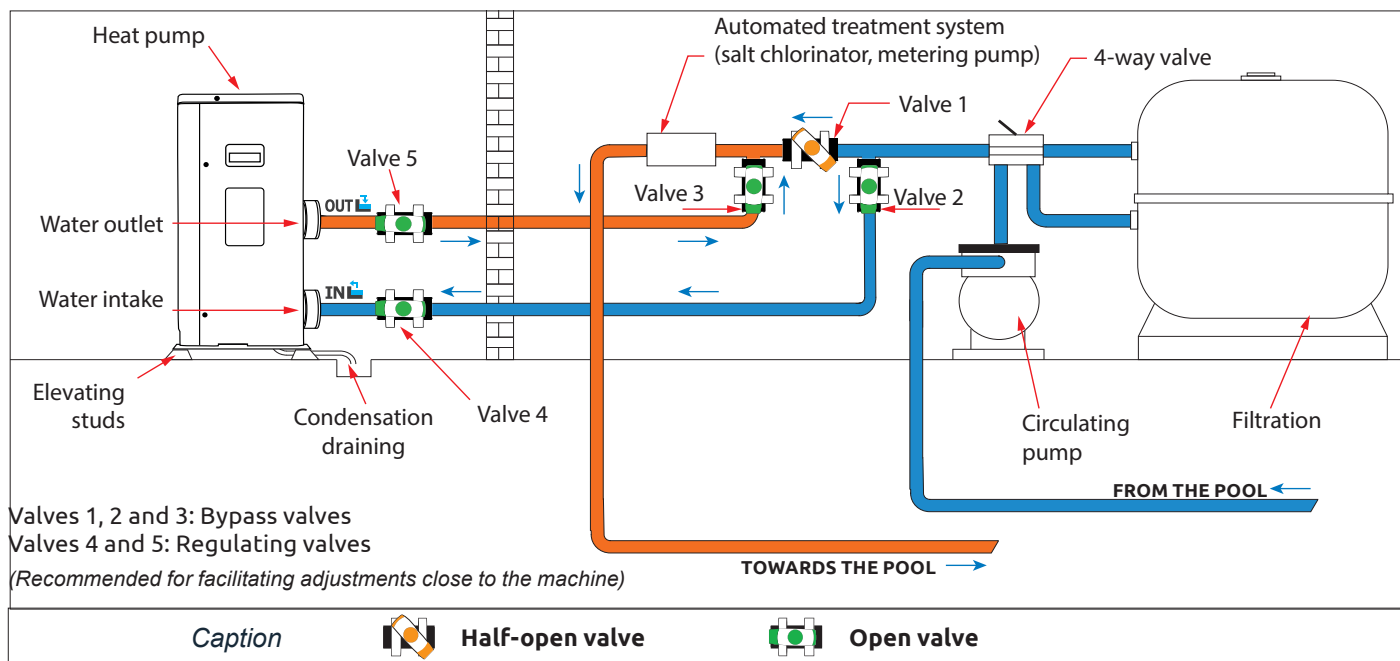 Heat pump
Automated treatment system
(salt chlorinator, metering pump)
4-way valve
Valve 1
Valve 5
Valve 3
Valve 2
OUT
Water outlet
IN
Water intake
Elevating
studs
Condensation
draining
Valve 4
Circulating
pump
Filtration
FROM THE POOL
Valves 1, 2 and 3: Bypass valves
Valves 4 and 5: Regulating valves
(Recommended for facilitating adjustments close to the machine)
TOWARDS THE POOL
Caption
Half-open valve
Open valve